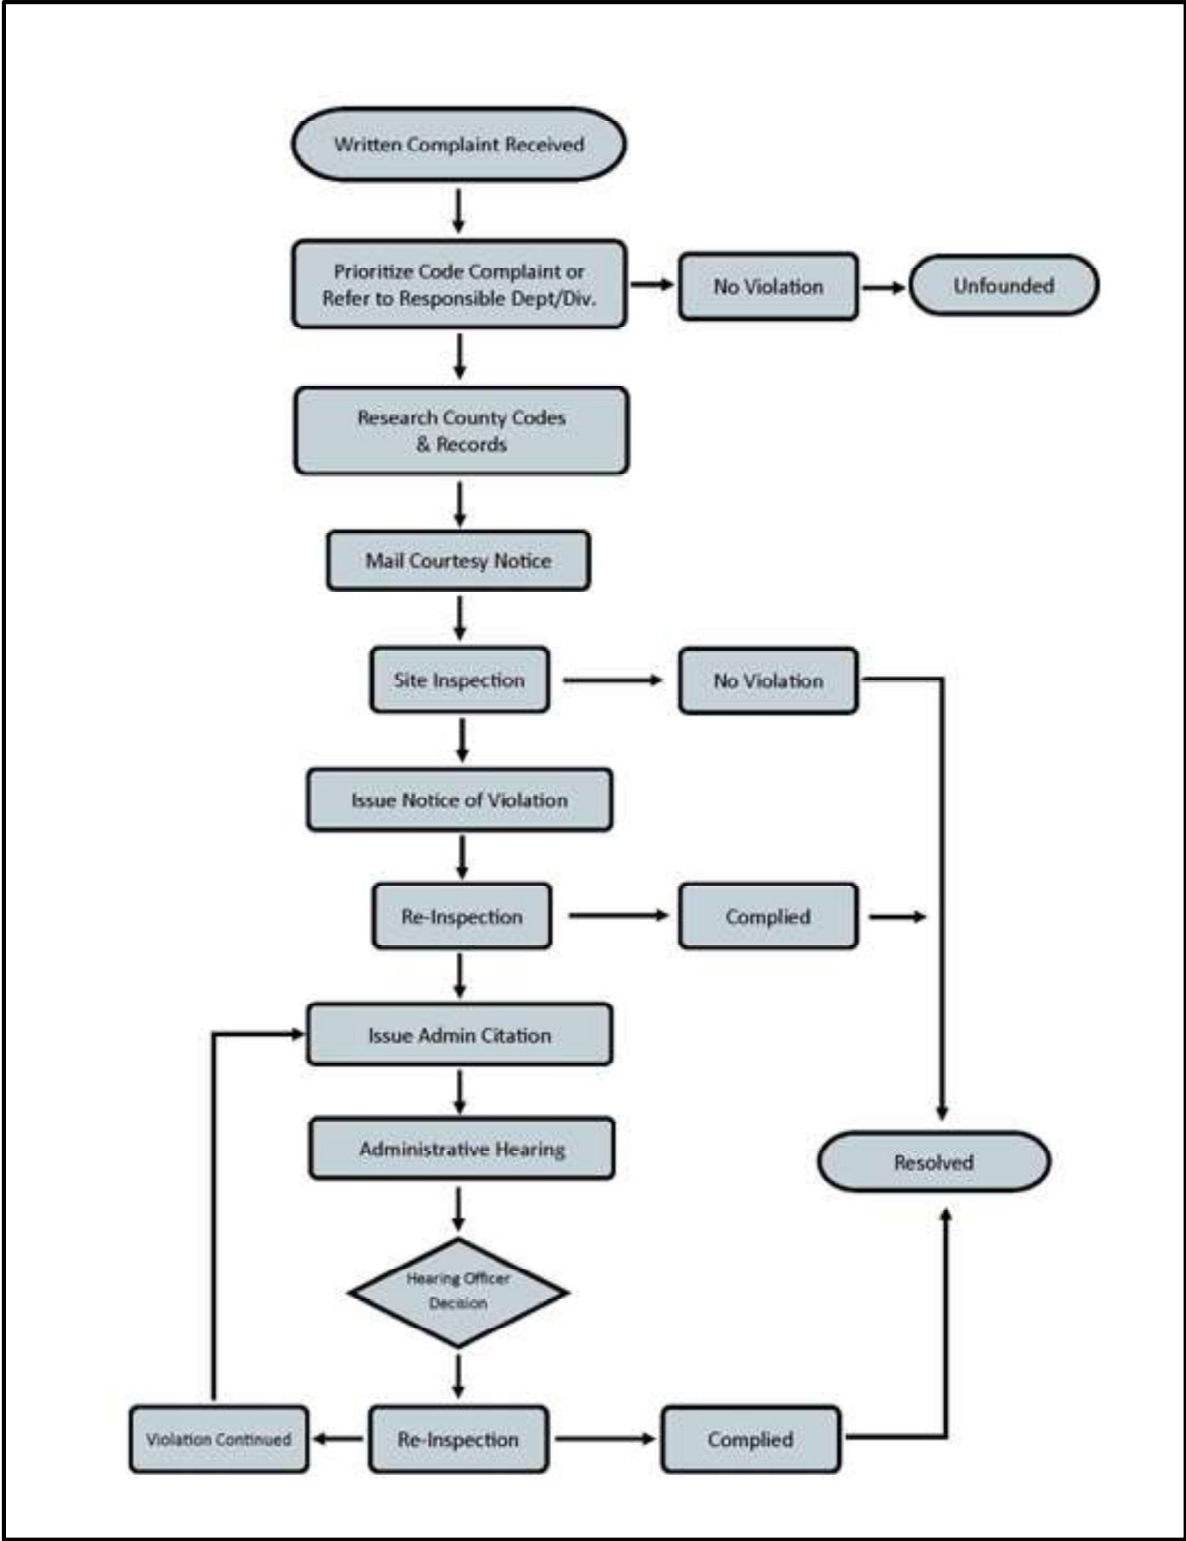 Written Complaint Received
Prioritize Code Complaint or
Refer to Responsible Dept/Div.
No Violation
Unfounded
Research County Codes
& Records
Mail Courtesy Notice
Site Inspection
No Violation
Issue Notice of Violation
Re-Inspection
Complied
Issue Admin Citation
Administrative Hearing
Resolved
Hearing Officer
Decision
Violation Continued
Re-Inspection
Complied